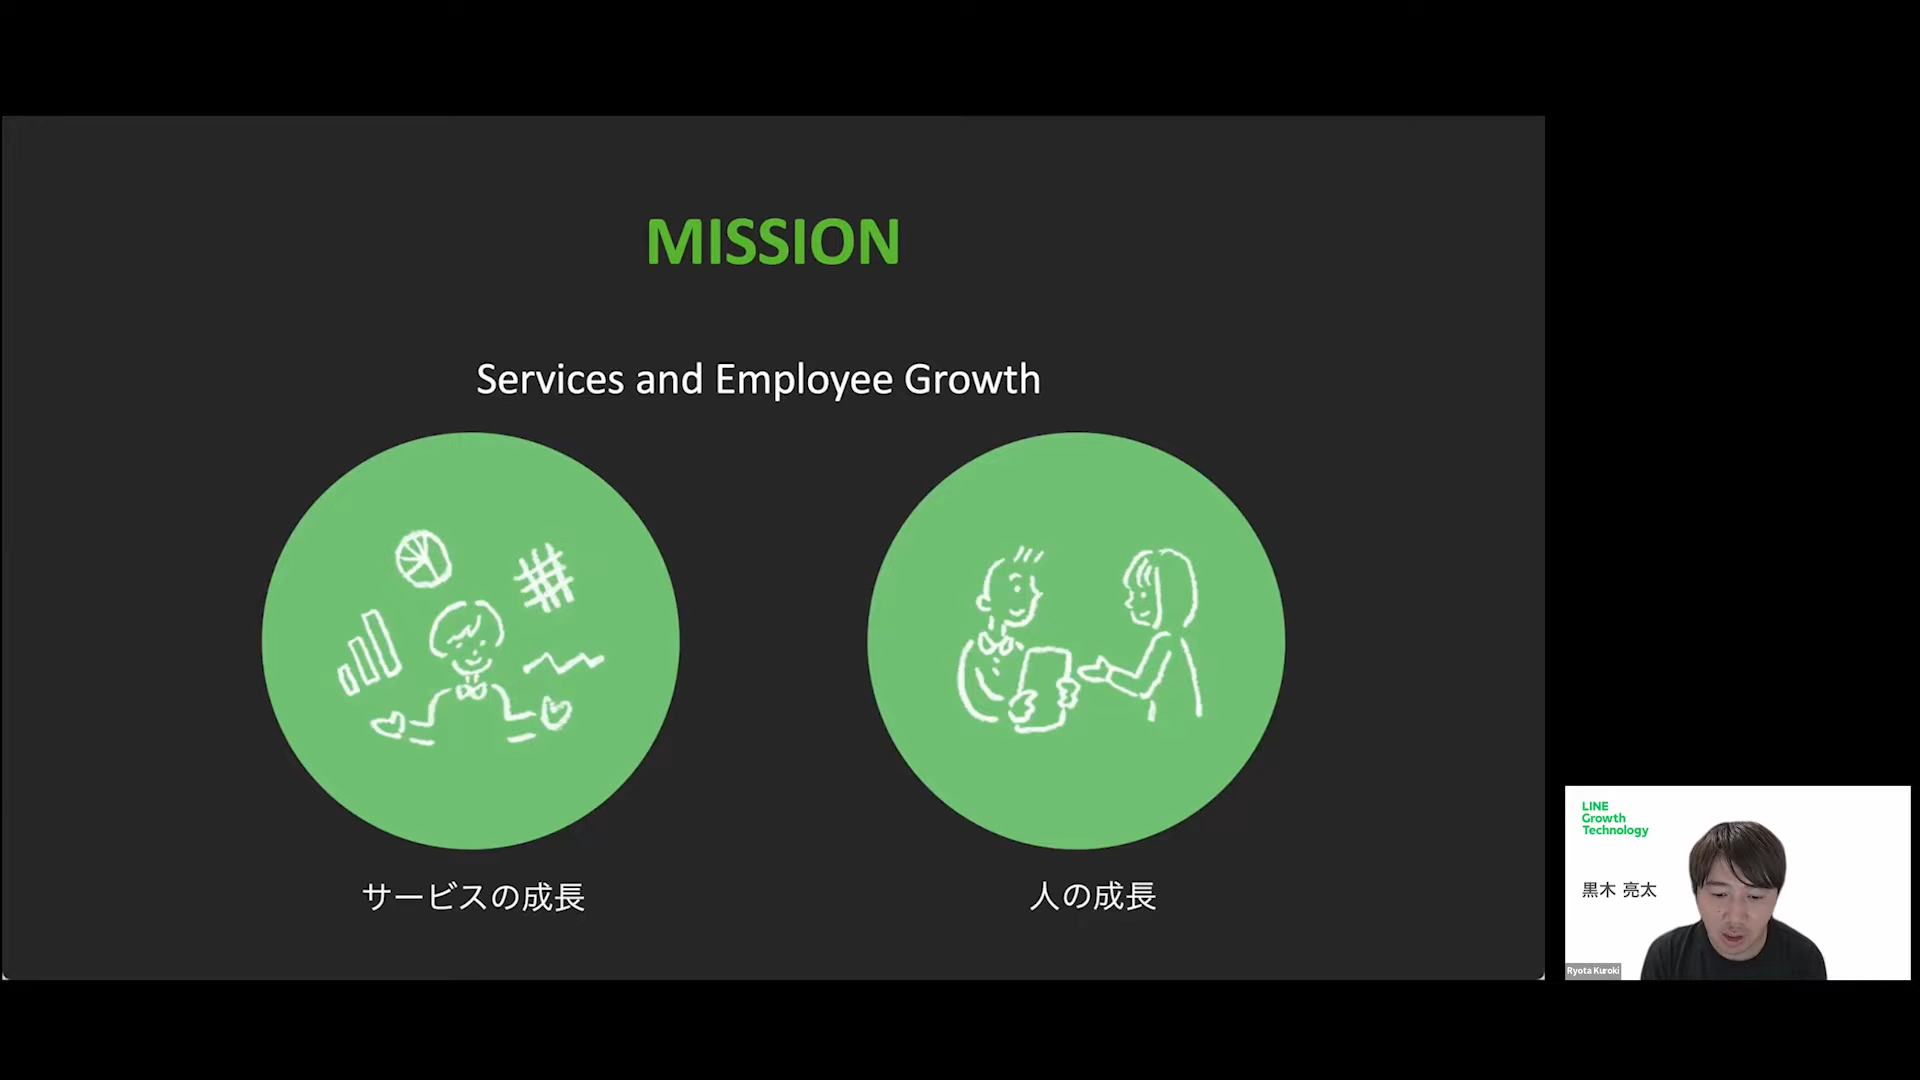 MISSION
Services and Employee Growth
サービスの成長
人の成長
LINE
Growth
Technology
黒木 亮太
Ryota Kuroki